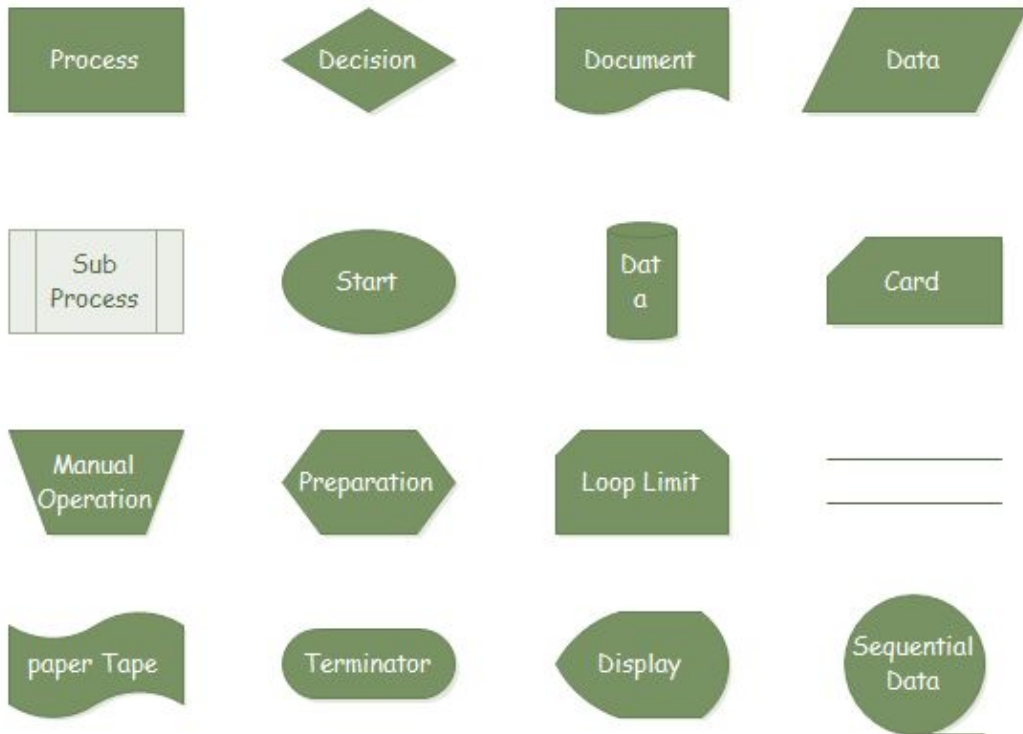 Process
Decision
Document
Data
Sub
Process
Start
Dat
a
Card
Manual
Operation
Preparation
Loop Limit
paper Tape
Terminator
Display
Sequential
Data